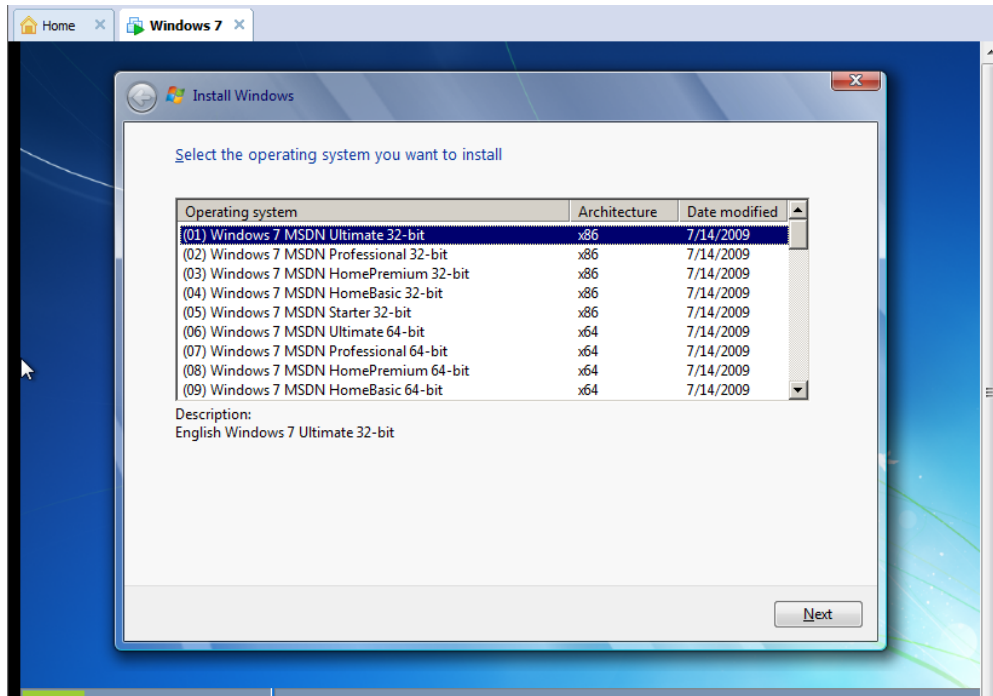 Home
Windows 7
Install Windows
Select the operating system you want to install
Operating system Architecture Date modified
(01) Windows 7 MSDN Ultimate 32-bit x86 7/14/2009
(02) Windows 7 MSDN Professional 32-bit x86 7/14/2009
(03) Windows 7 MSDN HomePremium 32-bit x86 7/14/2009
(04) Windows 7 MSDN HomeBasic 32-bit x86 7/14/2009
(05) Windows 7 MSDN Starter 32-bit x86 7/14/2009
(06) Windows 7 MSDN Ultimate 64-bit x64 7/14/2009
(07) Windows 7 MSDN Professional 64-bit x64 7/14/2009
(08) Windows 7 MSDN HomePremium 64-bit x64 7/14/2009
(09) Windows 7 MSDN HomeBasic 64-bit x64 7/14/2009
Description:
English Windows 7 Ultimate 32-bit
Next